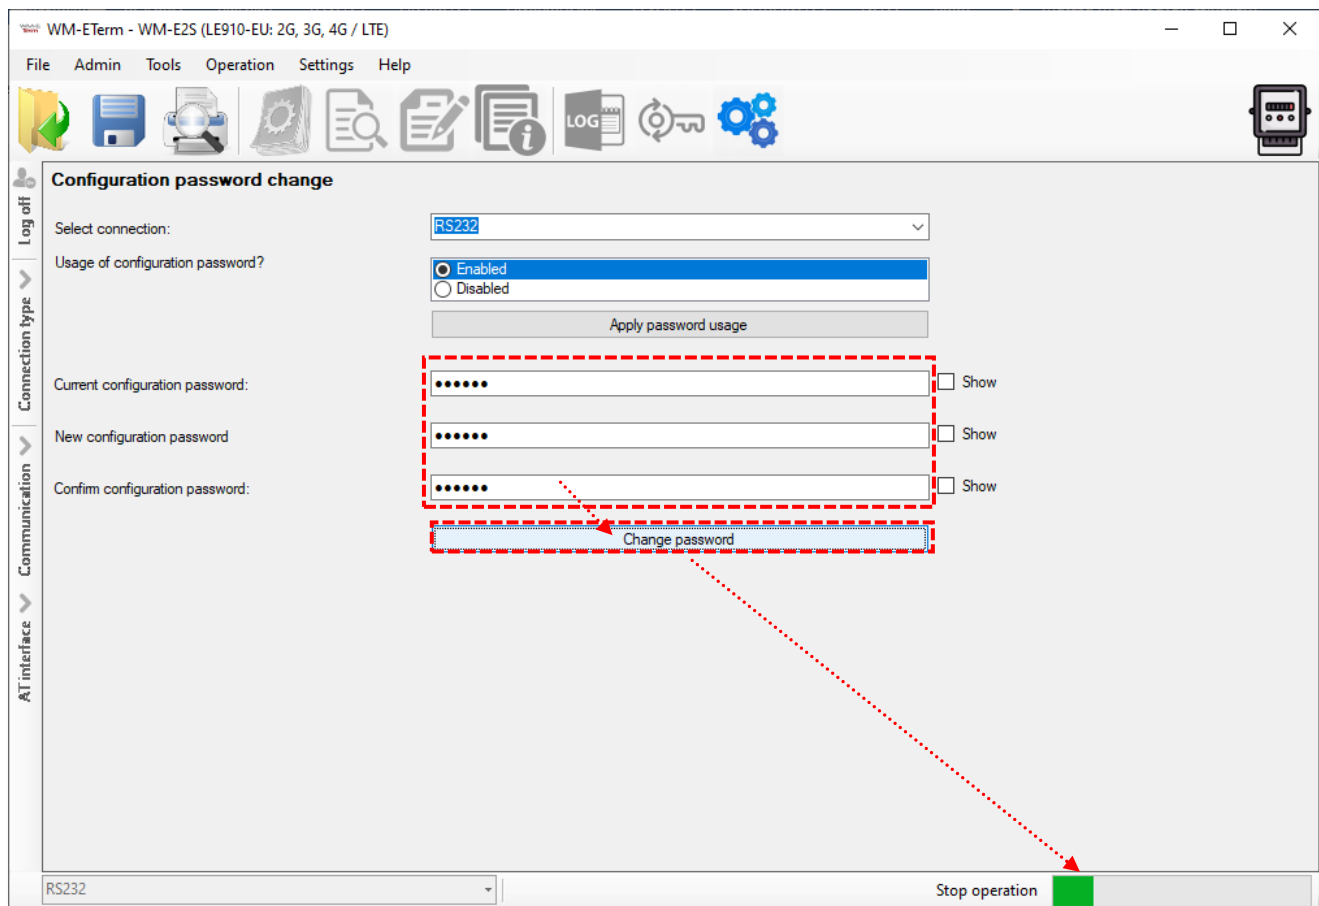 WM-ETerm - WM-E2S (LE910-EU: 2G, 3G, 4G / LTE)
File Admin Tools Operation Settings Help
LOG
Log off
Connection type
Communication
AT interface
Configuration password change
Select connection:
RS232
Usage of configuration password?
Enabled
Disabled
Apply password usage
Current configuration password:
●●●●●●
Show
New configuration password
●●●●●●
Show
Confirm configuration password:
●●●●●●
Show
Change password
RS232
Stop operation